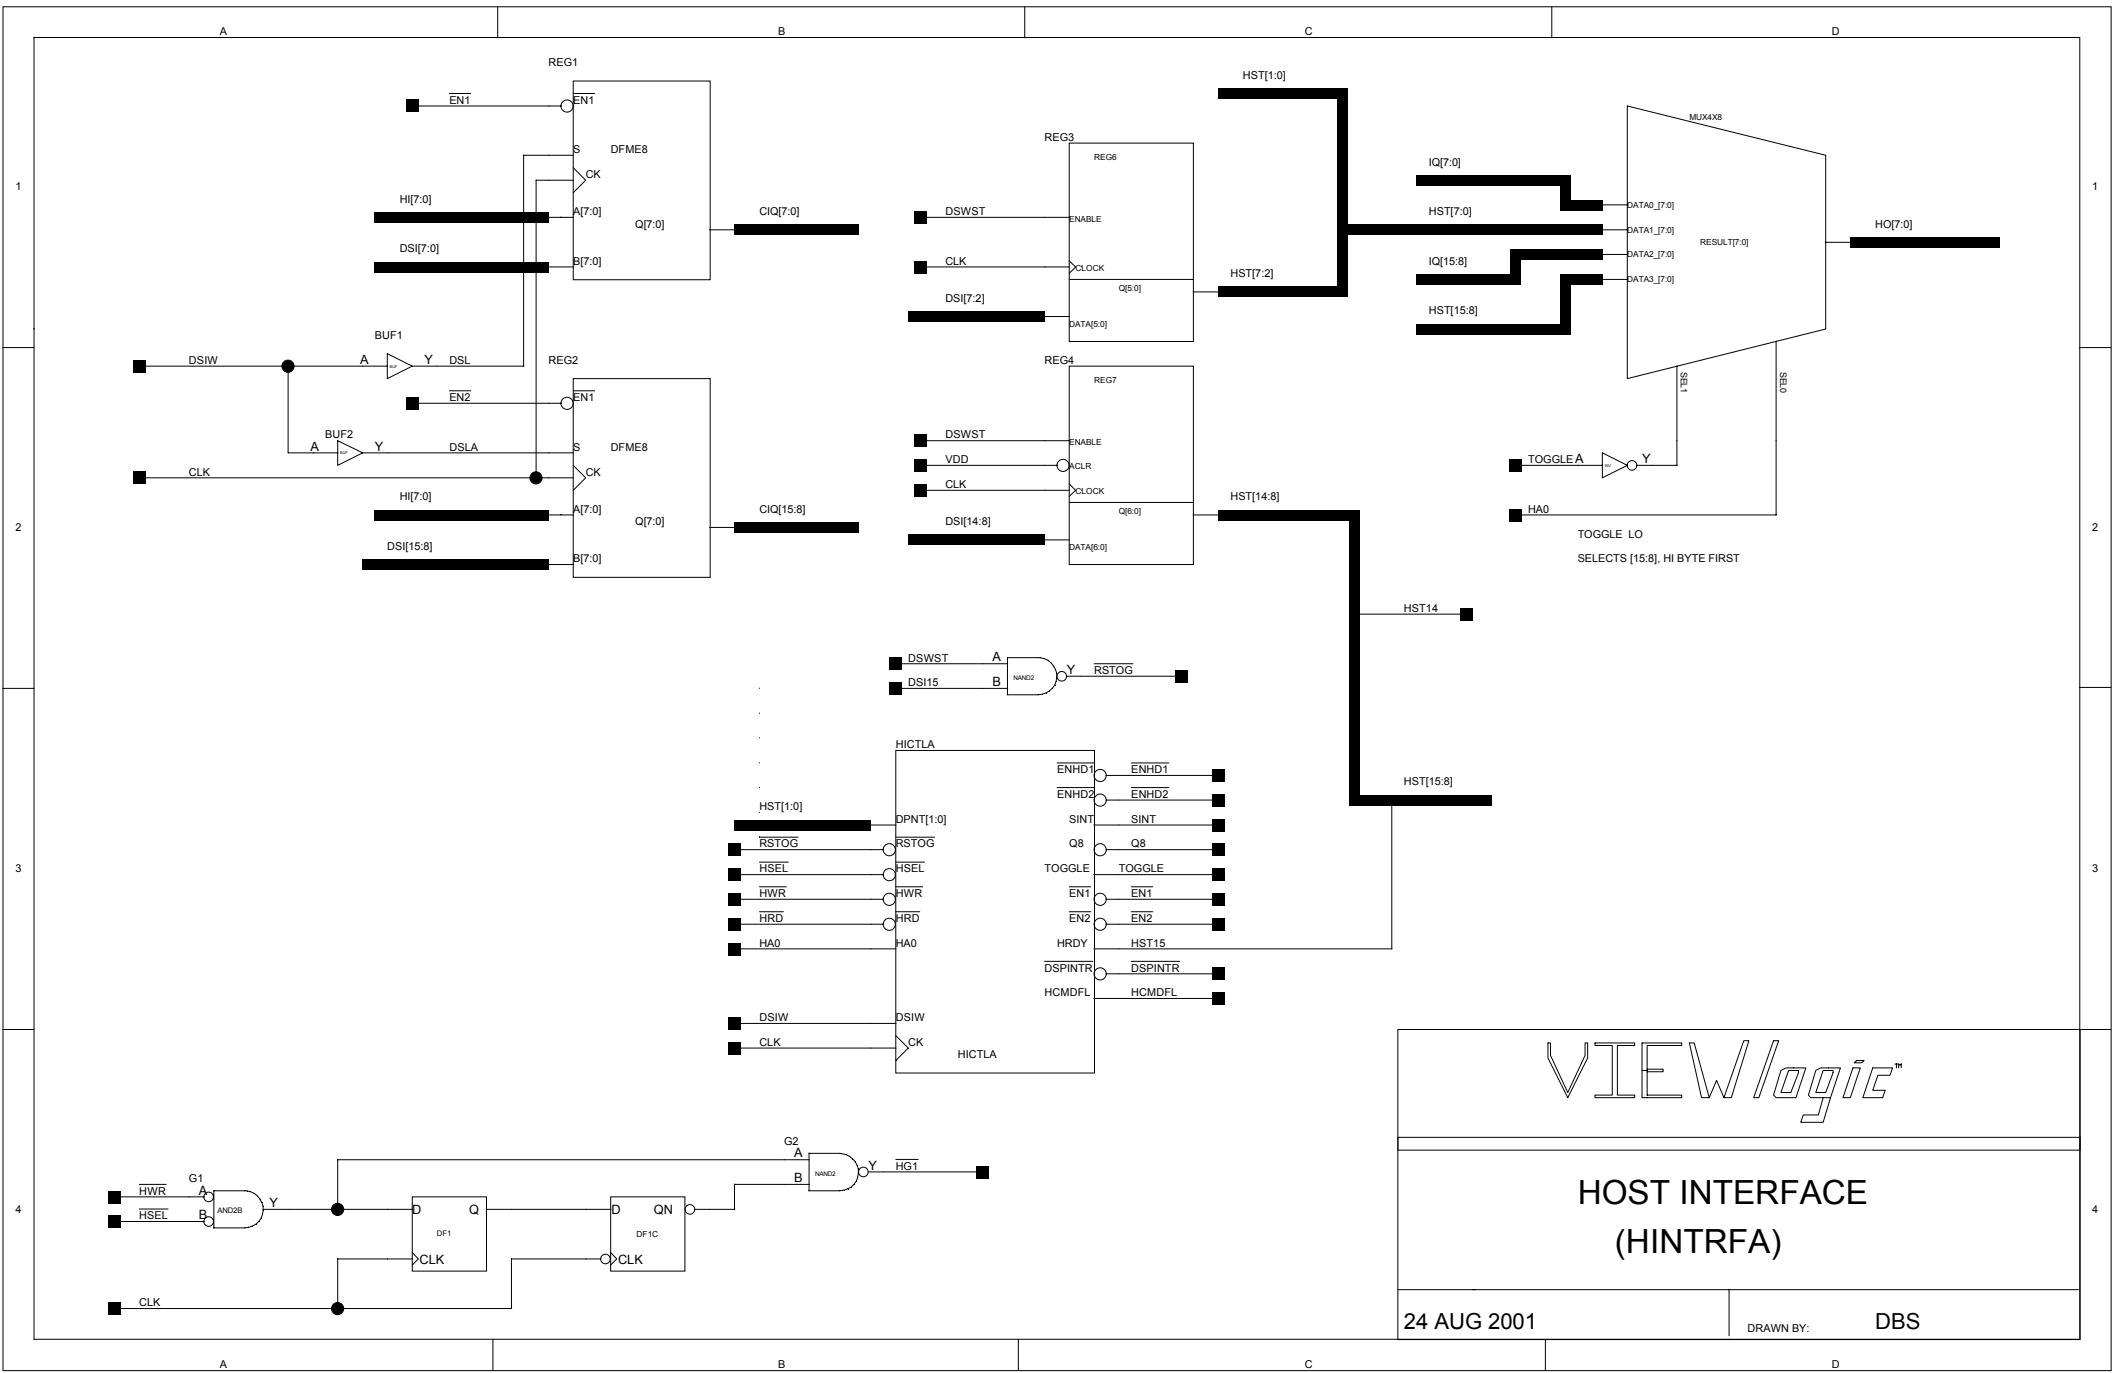 A B C D
1 1
2 2
3 3
4 4
A B C D
REG1
EN1 EN1
S DFME8
CK
HI[7:0] A[7:0]
Q[7:0] CIQ[7:0]
DSI[7:0] B[7:0]
BUF1
DSIW A BUF Y DSL
REG2
EN2 EN1
BUF2
A BUF Y DSLA S DFME8
CLK CK
HI[7:0] A[7:0]
Q[7:0] CIQ[15:8]
DSI[15:8] B[7:0]
HST[1:0]
REG3
REG6
DSWST ENABLE
CLK CLOCK
Q[5:0] HST[7:2]
DSI[7:2] DATA[5:0]
REG4
REG7
DSWST ENABLE
VDD ACLR
CLK CLOCK
Q[6:0] HST[14:8]
DSI[14:8] DATA[6:0]
MUX4X8
IQ[7:0] DATA0_[7:0]
HST[7:0] DATA1_[7:0]
RESULT[7:0] HO[7:0]
IQ[15:8] DATA2_[7:0]
HST[15:8] DATA3_[7:0]
SEL1 SEL0
TOGGLE A INV Y
HA0
TOGGLE LO
SELECTS [15:8], HI BYTE FIRST
HST14
DSWST A
NAND2 Y RSTOG
DSI15 B
HICTLA
ENHD1 ENHD1
ENHD2 ENHD2
HST[1:0] DPNT[1:0] SINT SINT
RSTOG RSTOG Q8 Q8
HSEL HSEL TOGGLE TOGGLE
HWR HWR EN1 EN1
HRD HRD EN2 EN2
HA0 HA0 HRDY HST15
DSPINTR DSPINTR
HCMDFL HCMDFL
DSIW DSIW
CLK CK
HICTLA
HST[15:8]
G1
HWR A
AND2B Y
HSEL B
D Q
DF1
CLK
D QN
DF1C
CLK
CLK
G2
A
NAND2 Y HG1
B
VIEWlogic™
HOST INTERFACE
(HINTRFA)
24 AUG 2001
DRAWN BY: DBS